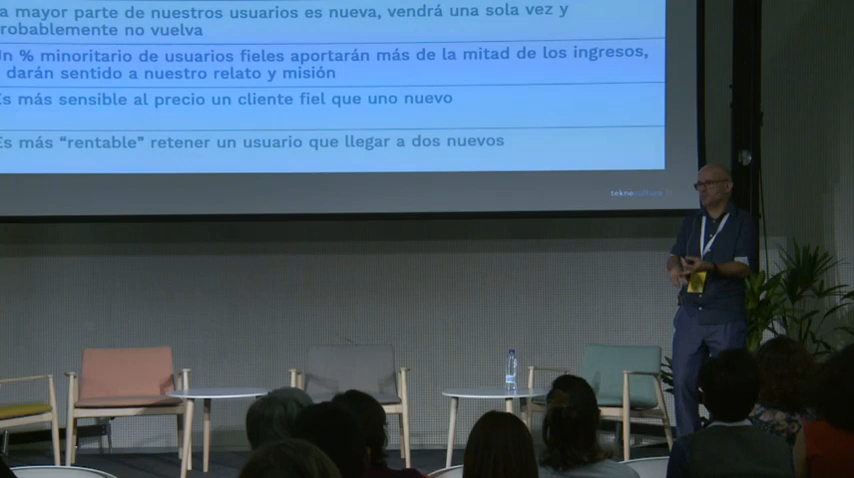 a mayor parte de nuestros usuarios es nueva, vendrá una sola vez y
robablemente no vuelva
Un % minoritario de usuarios fieles aportarán más de la mitad de los ingresos,
darán sentido a nuestro relato y misión
Es más sensible al precio un cliente fiel que uno nuevo
Es más “rentable” retener un usuario que llegar a dos nuevos
teknecultura